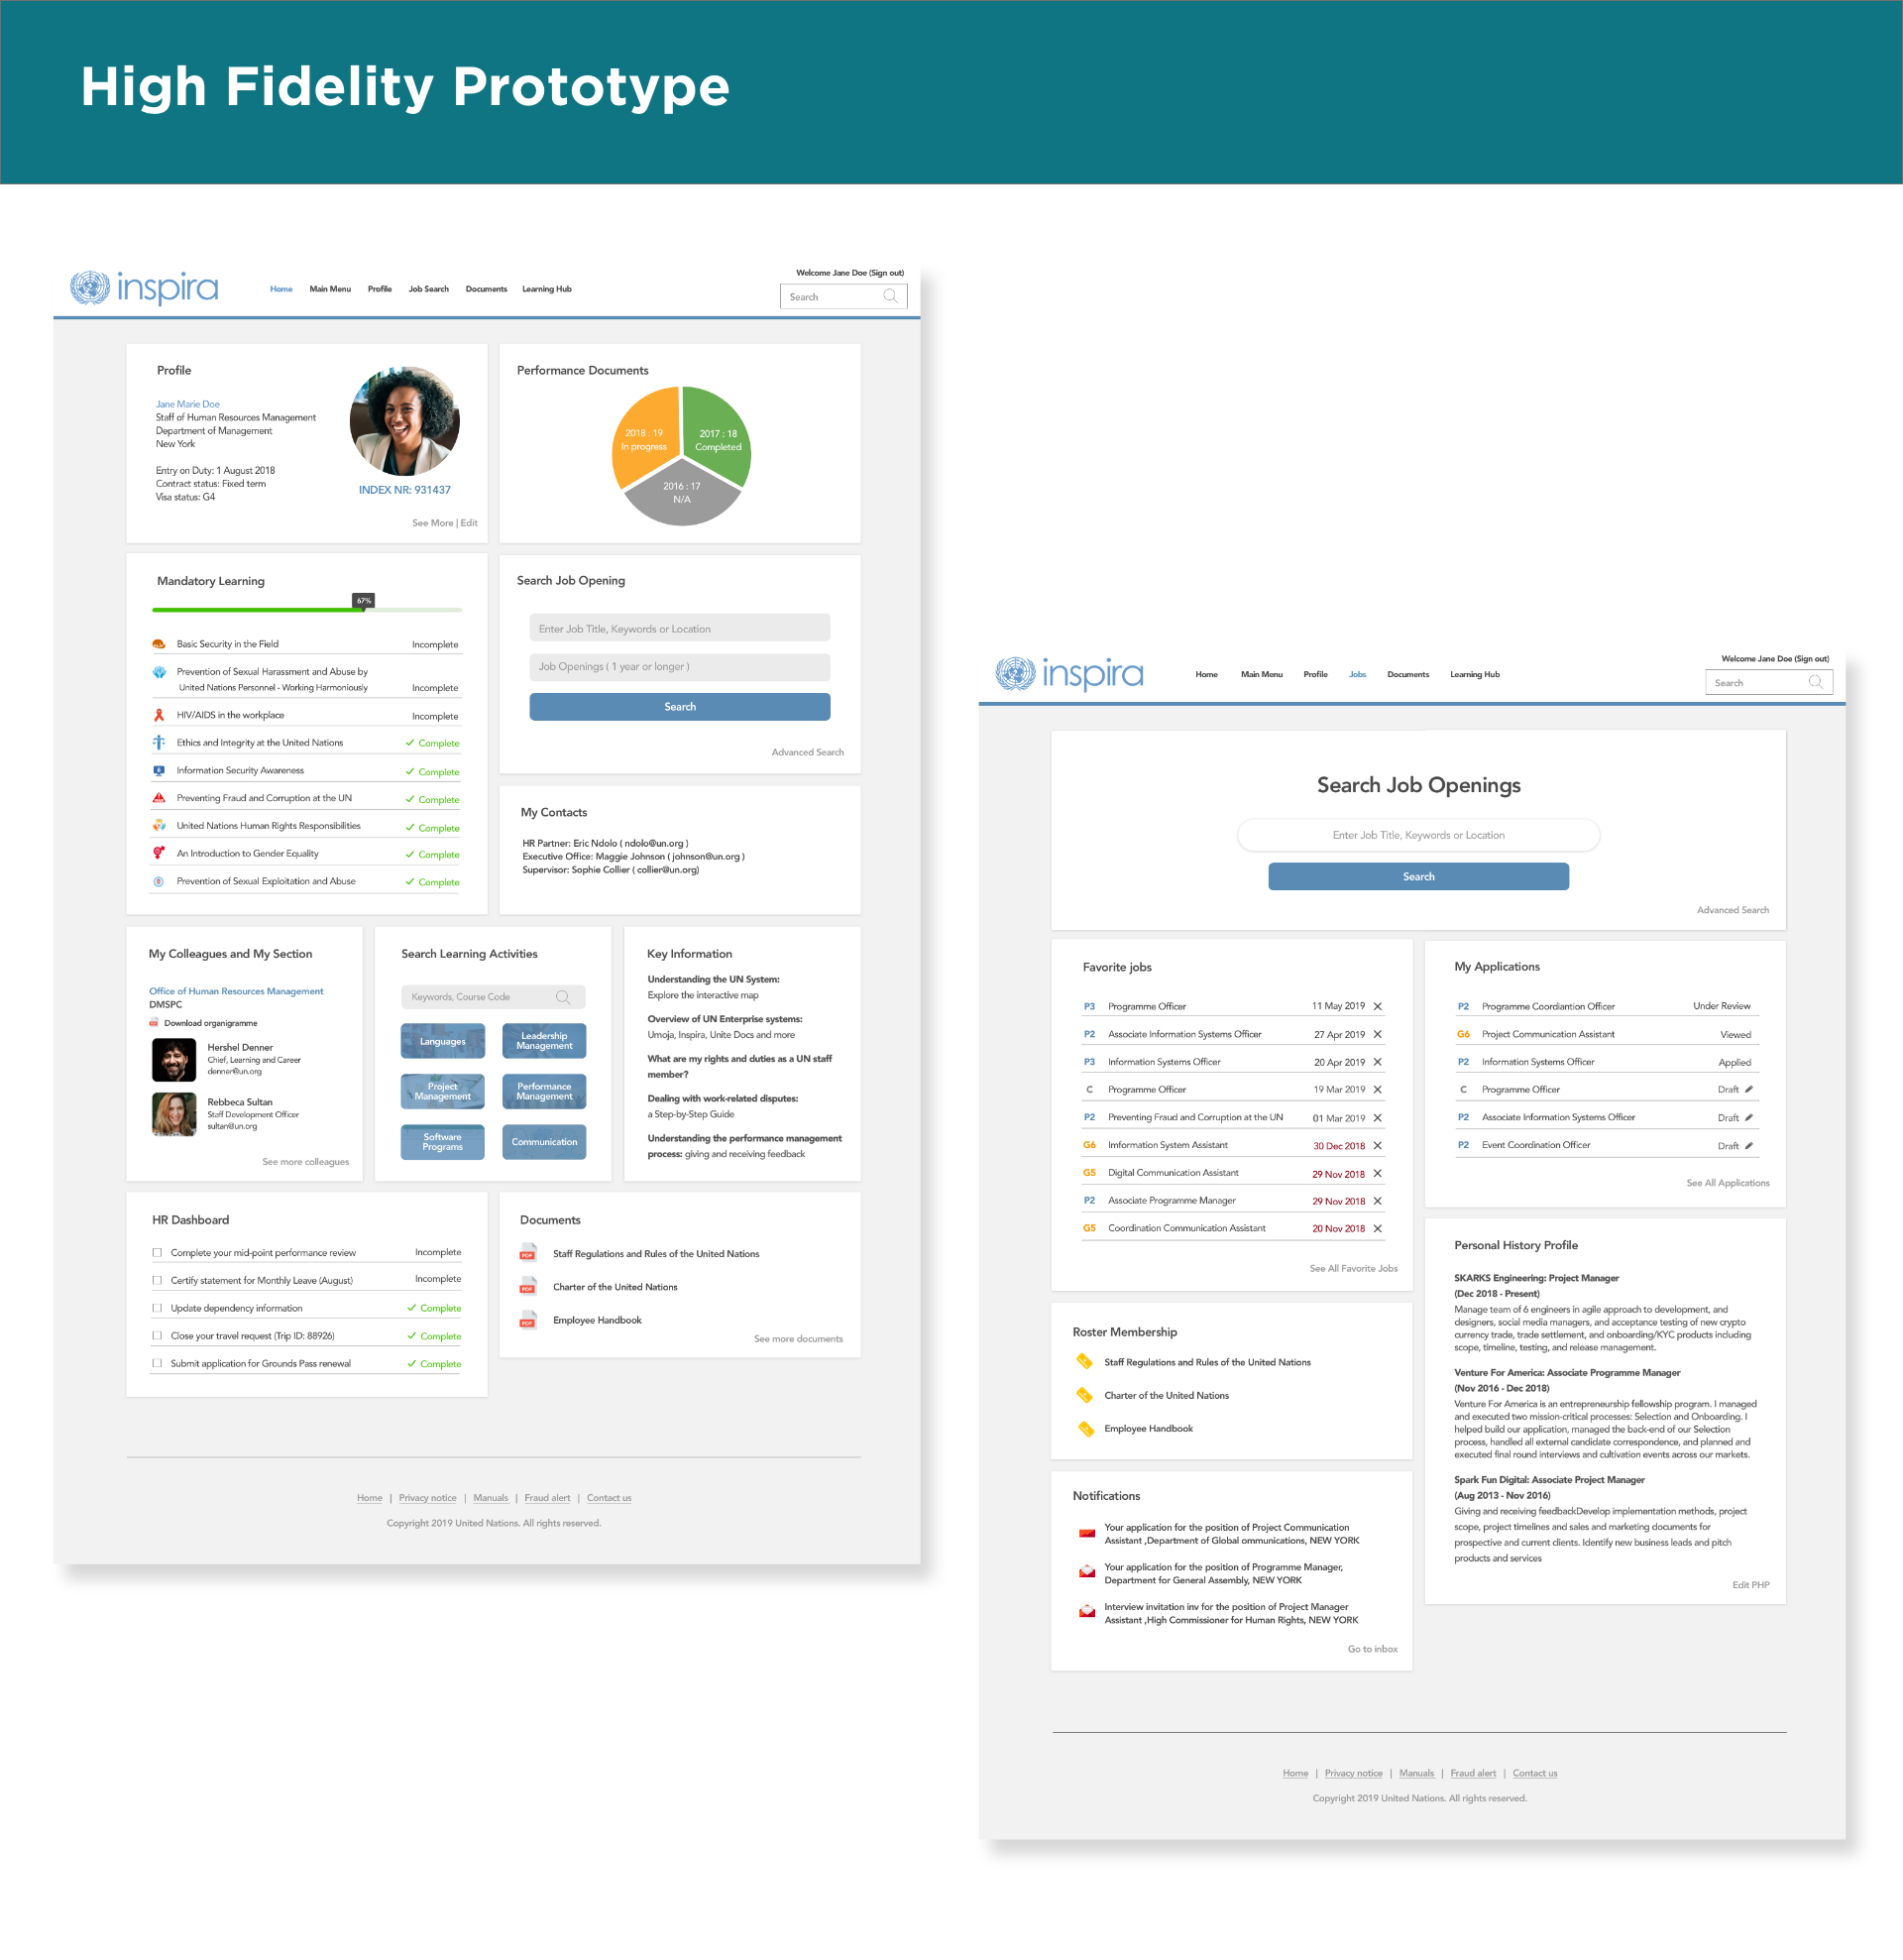 High Fidelity Prototype
inspira
Home
Main Menu
Profile
Job Search
Documents
Learning Hub
Welcome Jane Doe (Sign out)
Search
Profile
Jane Marie Doe
Staff of Human Resources Management
Department of Management
New York
Entry on Duty: 1 August 2018
Contract status: Fixed term
Visa status: G4
INDEX NR: 931437
See More | Edit
Performance Documents
2018 : 19
In progress
2017 : 18
Completed
2016 : 17
N/A
Mandatory Learning
67%
Basic Security in the Field Incomplete
Prevention of Sexual Harassment and Abuse by
United Nations Personnel - Working Harmoniously Incomplete
HIV/AIDS in the workplace Incomplete
Ethics and Integrity at the United Nations Complete
Information Security Awareness Complete
Preventing Fraud and Corruption at the UN Complete
United Nations Human Rights Responsibilities Complete
An Introduction to Gender Equality Complete
Prevention of Sexual Exploitation and Abuse Complete
Search Job Opening
Enter Job Title, Keywords or Location
Job Openings ( 1 year or longer )
Search
Advanced Search
My Contacts
HR Partner: Eric Ndolo ( ndolo@un.org )
Executive Office: Maggie Johnson ( johnson@un.org )
Supervisor: Sophie Collier ( collier@un.org)
My Colleagues and My Section
Office of Human Resources Management
DMSPC
Download organigramme
Hershel Denner
Chief, Learning and Career
denner@un.org
Rebbeca Sultan
Staff Development Officer
sultan@un.org
See more colleagues
Search Learning Activities
Keywords, Course Code
Languages
Leadership
Management
Project
Management
Performance
Management
Software
Programs
Communication
Key Information
Understanding the UN System:
Explore the interactive map
Overview of UN Enterprise systems:
Umoja, Inspira, Unite Docs and more
What are my rights and duties as a UN staff
member?
Dealing with work-related disputes:
a Step-by-Step Guide
Understanding the performance management
process: giving and receiving feedback
HR Dashboard
Complete your mid-point performance review Incomplete
Certify statement for Monthly Leave (August) Incomplete
Update dependency information Complete
Close your travel request (Trip ID: 88926) Complete
Submit application for Grounds Pass renewal Complete
Documents
PDF Staff Regulations and Rules of the United Nations
PDF Charter of the United Nations
PDF Employee Handbook
See more documents
Home | Privacy notice | Manuals | Fraud alert | Contact us
Copyright 2019 United Nations. All rights reserved.
inspira
Home
Main Menu
Profile
Jobs
Documents
Learning Hub
Welcome Jane Doe (Sign out)
Search
Search Job Openings
Enter Job Title, Keywords or Location
Search
Advanced Search
Favorite jobs
P3 Programme Officer 11 May 2019
P2 Associate Information Systems Officer 27 Apr 2019
P3 Information Systems Officer 20 Apr 2019
C Programme Officer 19 Mar 2019
P2 Preventing Fraud and Corruption at the UN 01 Mar 2019
G6 Imformation System Assistant 30 Dec 2018
G5 Digital Communication Assistant 29 Nov 2018
P2 Associate Programme Manager 29 Nov 2018
G5 Coordination Communication Assistant 20 Nov 2018
See All Favorite Jobs
My Applications
P2 Programme Coordiantion Officer Under Review
G6 Project Communication Assistant Viewed
P2 Information Systems Officer Applied
C Programme Officer Draft
P2 Associate Information Systems Officer Draft
P2 Event Coordination Officer Draft
See All Applications
Roster Membership
Staff Regulations and Rules of the United Nations
Charter of the United Nations
Employee Handbook
Notifications
Your application for the position of Project Communication
Assistant ,Department of Global ommunications, NEW YORK
Your application for the position of Programme Manager,
Department for General Assembly, NEW YORK
Interview invitation inv for the position of Project Manager
Assistant ,High Commissioner for Human Rights, NEW YORK
Go to inbox
Personal History Profile
SKARKS Engineering: Project Manager
(Dec 2018 - Present)
Manage team of 6 engineers in agile approach to development, and
designers, social media managers, and acceptance testing of new crypto
currency trade, trade settlement, and onboarding/KYC products including
scope, timeline, testing, and release management.
Venture For America: Associate Programme Manager
(Nov 2016 - Dec 2018)
Venture For America is an entrepreneurship fellowship program. I managed
and executed two mission-critical processes: Selection and Onboarding. I
helped build our application, managed the back-end of our Selection
process, handled all external candidate correspondence, and planned and
executed final round interviews and cultivation events across our markets.
Spark Fun Digital: Associate Project Manager
(Aug 2013 - Nov 2016)
Giving and receiving feedbackDevelop implementation methods, project
scope, project timelines and sales and marketing documents for
prospective and current clients. Identify new business leads and pitch
products and services
Edit PHP
Home | Privacy notice | Manuals | Fraud alert | Contact us
Copyright 2019 United Nations. All rights reserved.